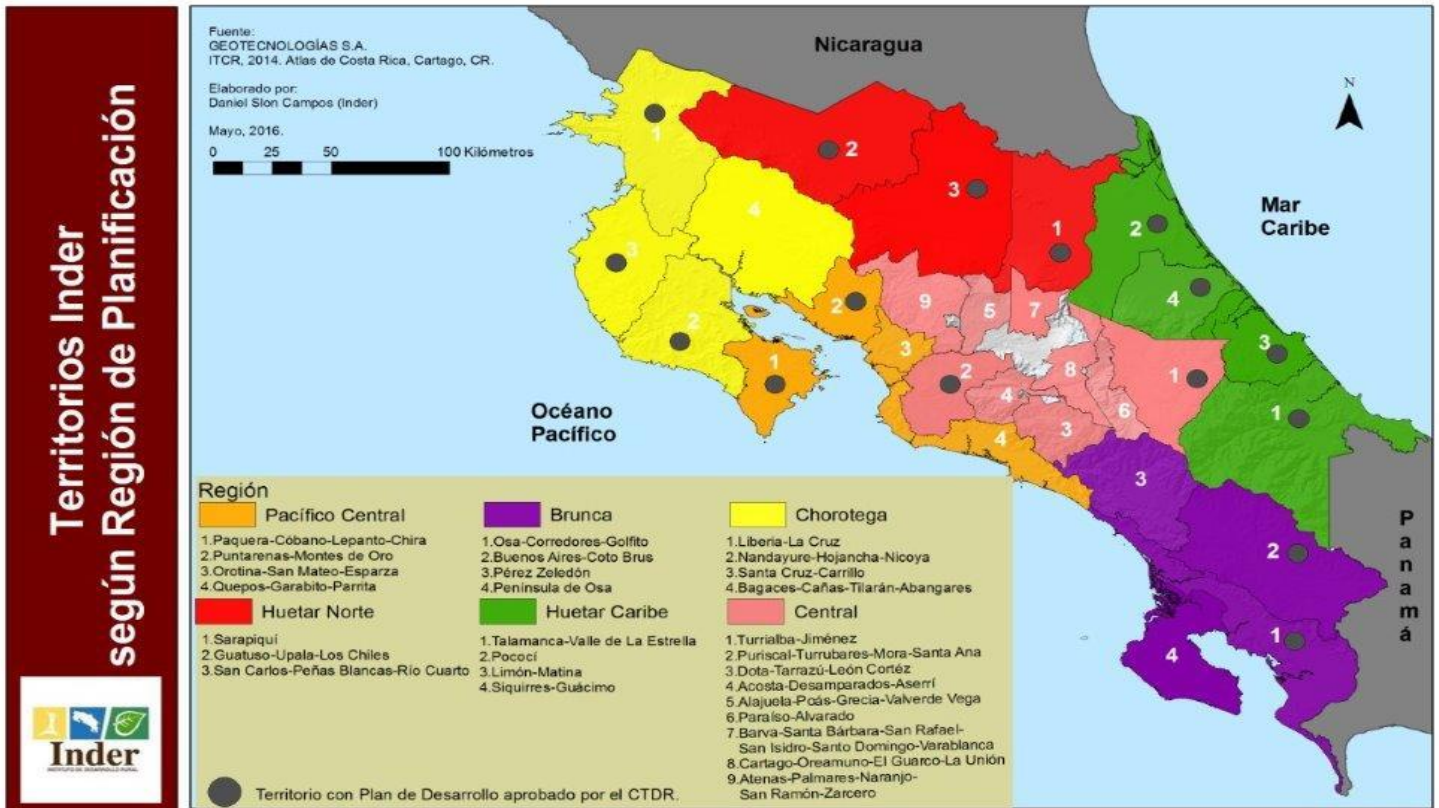 Territorios Inder
según Región de Planificación
Inder
INSTITUTO DE DESARROLLO RURAL
Fuente:
GEOTECNOLOGÍAS S.A.
ITCR, 2014. Atlas de Costa Rica, Cartago, CR.
Elaborado por:
Daniel Slon Campos (Inder)
Mayo, 2016.
0 25 50 100 Kilómetros
Nicaragua
N
Mar
Caribe
Océano
Pacífico
Panamá
1
2
3
4
1
3
2
2
4
3
1
9
5
7
2
3
1
2
8
1
4
6
3
4
1
3
2
1
4
Región
Pacífico Central
1.Paquera-Cóbano-Lepanto-Chira
2.Puntarenas-Montes de Oro
3.Orotina-San Mateo-Esparza
4.Quepos-Garabito-Parrita
Brunca
1.Osa-Corredores-Golfito
2.Buenos Aires-Coto Brus
3.Pérez Zeledón
4.Península de Osa
Chorotega
1.Liberia-La Cruz
2.Nandayure-Hojancha-Nicoya
3.Santa Cruz-Carrillo
4.Bagaces-Cañas-Tilarán-Abangares
Huetar Norte
1.Sarapiquí
2.Guatuso-Upala-Los Chiles
3.San Carlos-Peñas Blancas-Río Cuarto
Huetar Caribe
1.Talamanca-Valle de La Estrella
2.Pococí
3.Limón-Matina
4.Siquirres-Guácimo
Central
1.Turrialba-Jiménez
2.Puriscal-Turrubares-Mora-Santa Ana
3.Dota-Tarrazú-León Cortéz
4.Acosta-Desamparados-Aserrí
5.Alajuela-Poás-Grecia-Valverde Vega
6.Paraíso-Alvarado
7.Barva-Santa Bárbara-San Rafael-
San Isidro-Santo Domingo-Varablanca
8.Cartago-Oreamuno-El Guarco-La Unión
9.Atenas-Palmares-Naranjo-
San Ramón-Zarcero
Territorio con Plan de Desarrollo aprobado por el CTDR.